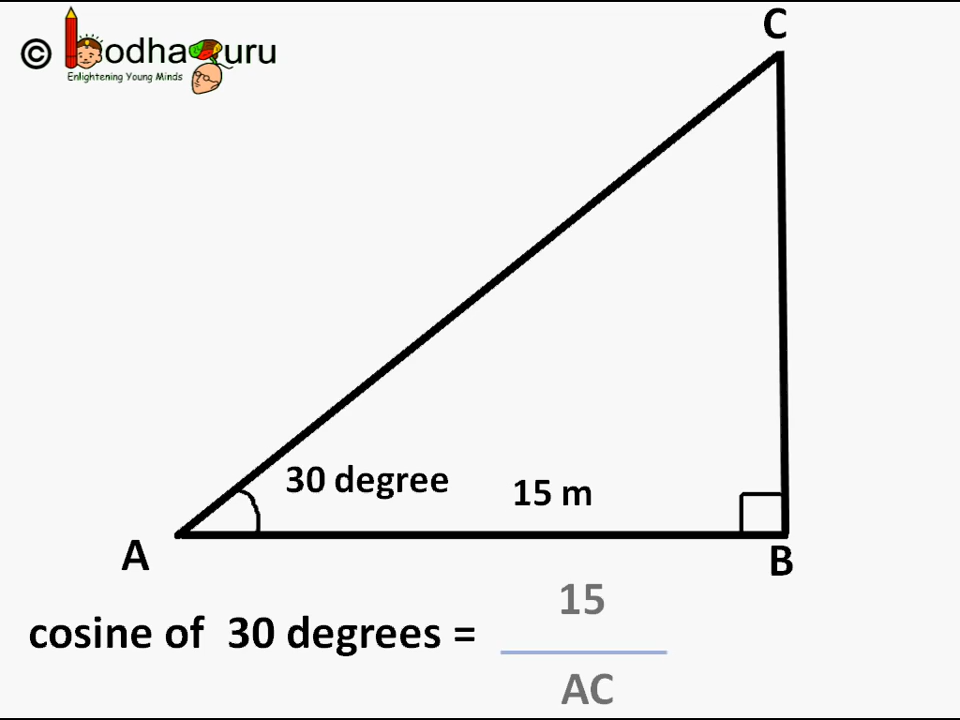 C
© BodhaGuru
Enlightening Young Minds
30 degree
15 m
A
B
15
cosine of 30 degrees =
AC